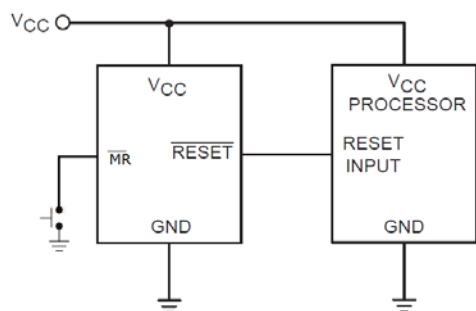 VCC
VCC
MR
RESET
GND
VCC
PROCESSOR
RESET
INPUT
GND